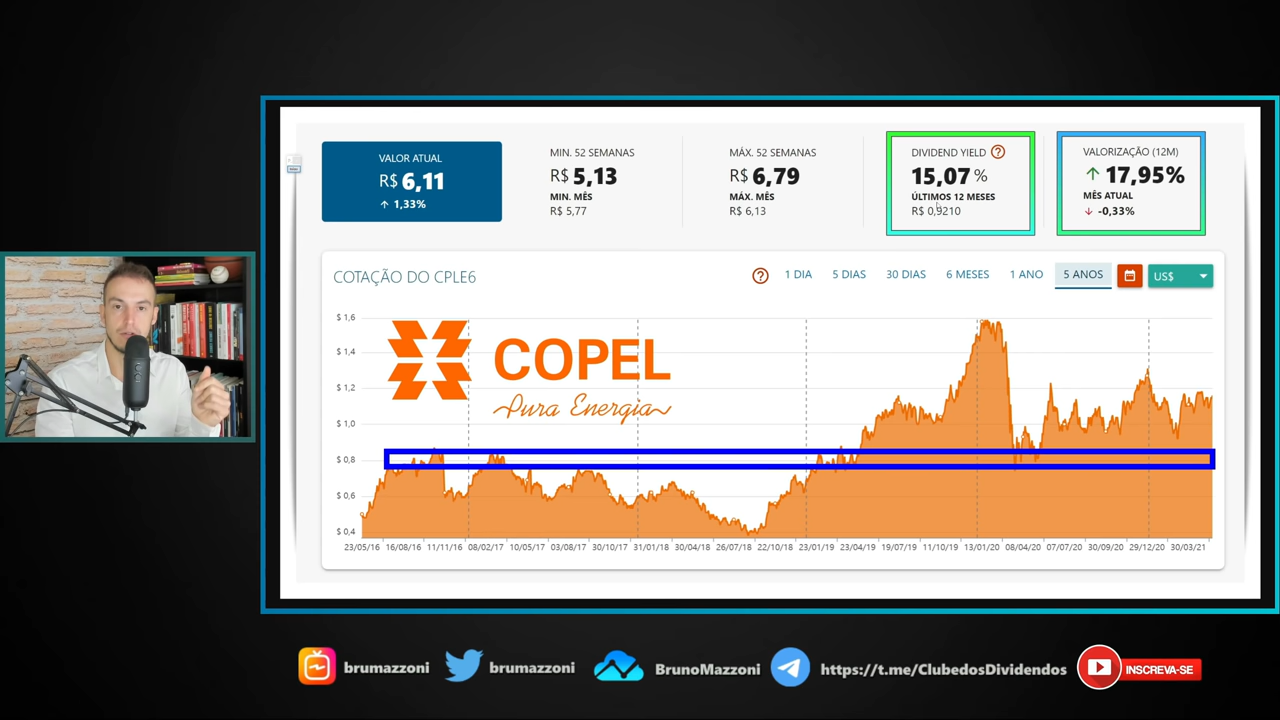 VALOR ATUAL
R$ 6,11
1,33%
MIN. 52 SEMANAS
R$ 5,13
MIN. MÊS
R$ 5,77
MÁX. 52 SEMANAS
R$ 6,79
MÁX. MÊS
R$ 6,13
DIVIDEND YIELD ?
15,07 %
ÚLTIMOS 12 MESES
R$ 0,9210
VALORIZAÇÃO (12M)
17,95%
MÊS ATUAL
-0,33%
COTAÇÃO DO CPLE6
? 1 DIA 5 DIAS 30 DIAS 6 MESES 1 ANO 5 ANOS US$
COPEL
Pura Energia
$ 1,6
$ 1,4
$ 1,2
$ 1,0
$ 0,8
$ 0,6
$ 0,4
23/05/16 16/08/16 11/11/16 08/02/17 10/05/17 03/08/17 30/10/17 31/01/18 30/04/18 26/07/18 22/10/18 23/01/19 23/04/19 19/07/19 11/10/19 13/01/20 08/04/20 07/07/20 30/09/20 29/12/20 30/03/21
brumazzoni brumazzoni BrunoMazzoni https://t.me/ClubedosDividendos INSCREVA-SE